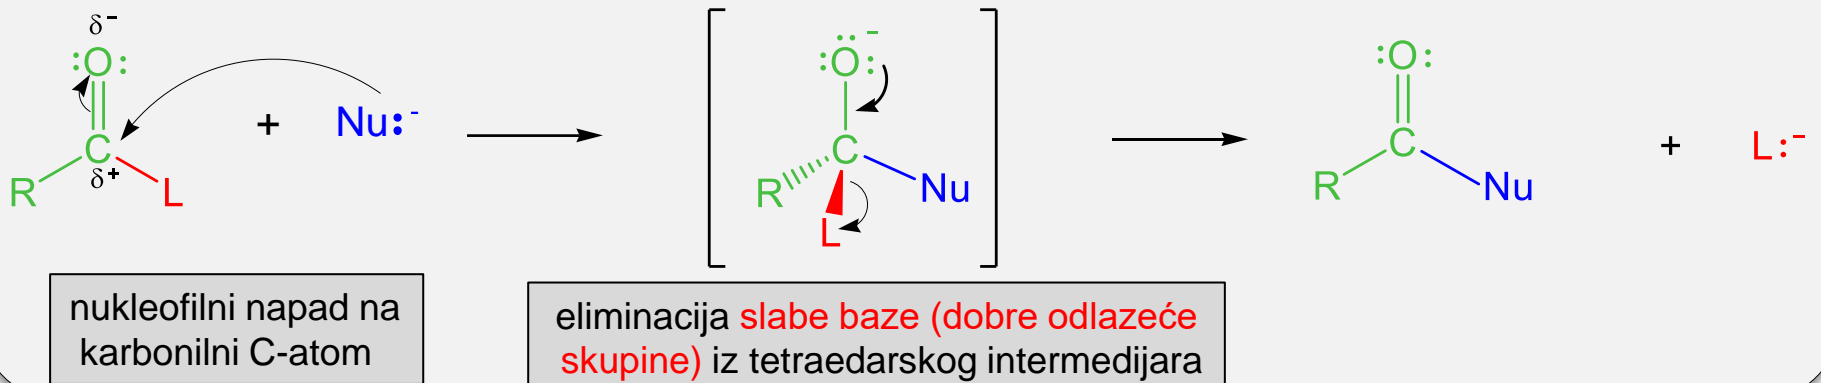 δ⁻
:O:
C
δ⁺
R
L
+
Nu:⁻
:Ö:⁻
C
R
Nu
L
:O:
C
R
Nu
+
L:⁻
nukleofilni napad na
karbonilni C-atom
eliminacija slabe baze (dobre odlazeće
skupine) iz tetraedarskog intermedijara